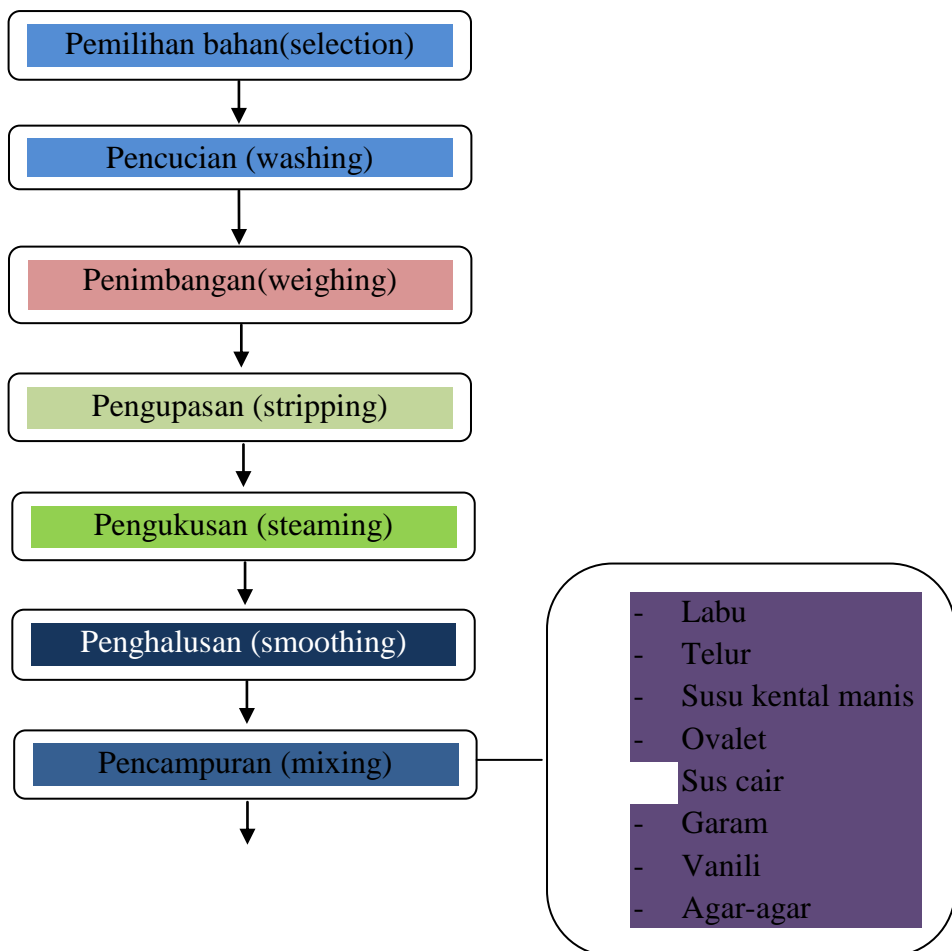 Pemilihan bahan(selection)
Pencucian (washing)
Penimbangan(weighing)
Pengupasan (stripping)
Pengukusan (steaming)
Penghalusan (smoothing)
Pencampuran (mixing)
- Labu
- Telur
- Susu kental manis
- Ovalet
Sus cair
- Garam
- Vanili
- Agar-agar